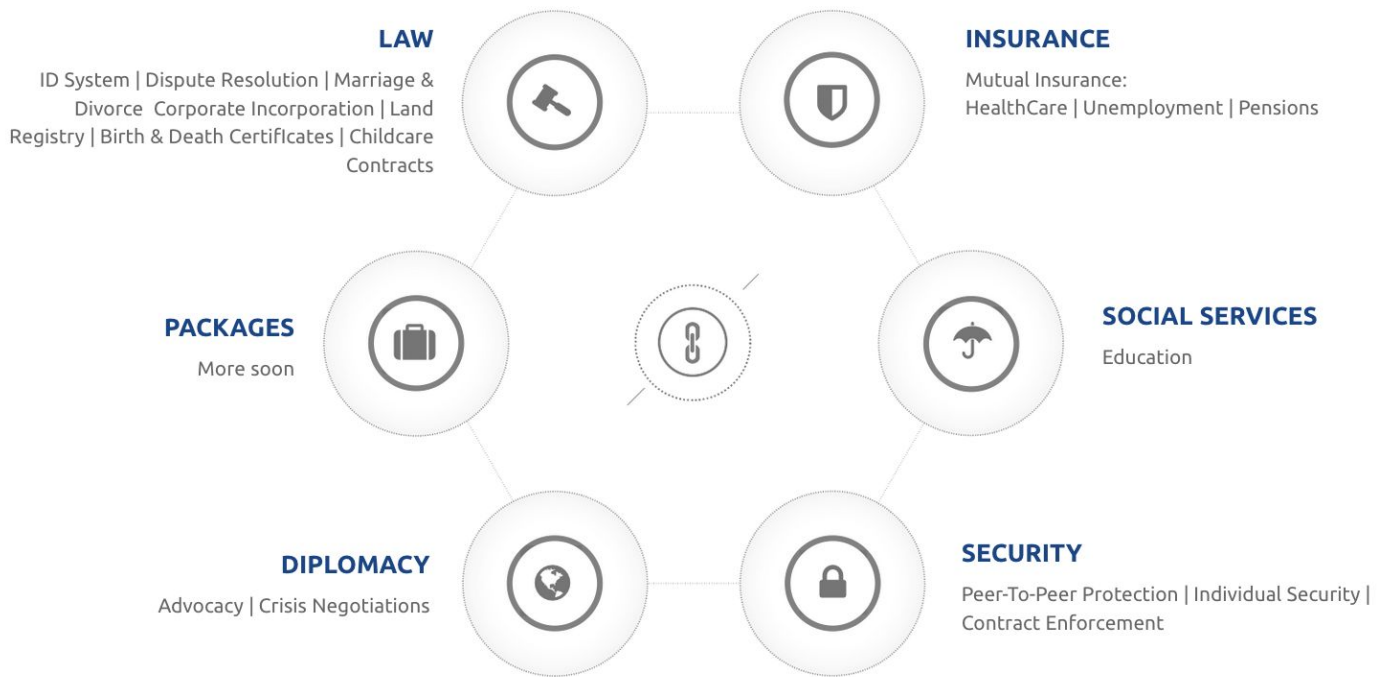 LAW
ID System | Dispute Resolution | Marriage &
Divorce Corporate Incorporation | Land
Registry | Birth & Death Certificates | Childcare
Contracts
INSURANCE
Mutual Insurance:
HealthCare | Unemployment | Pensions
PACKAGES
More soon
SOCIAL SERVICES
Education
DIPLOMACY
Advocacy | Crisis Negotiations
SECURITY
Peer-To-Peer Protection | Individual Security |
Contract Enforcement